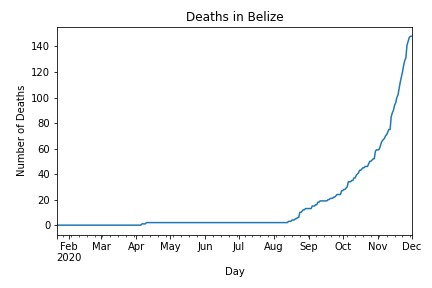 Deaths in Belize
Number of Deaths
140
120
100
80
60
40
20
0
Feb Mar Apr May Jun Jul Aug Sep Oct Nov Dec
2020
Day